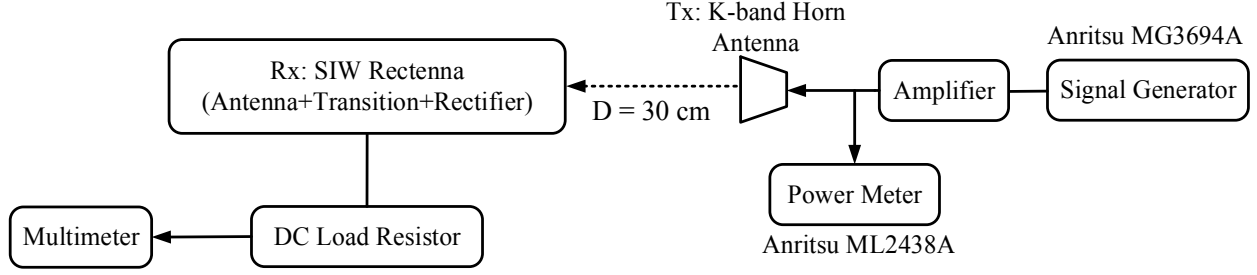 Tx: K-band Horn
Antenna
Anritsu MG3694A
Rx: SIW Rectenna
(Antenna+Transition+Rectifier)
D = 30 cm
Amplifier
Signal Generator
Power Meter
Anritsu ML2438A
Multimeter
DC Load Resistor